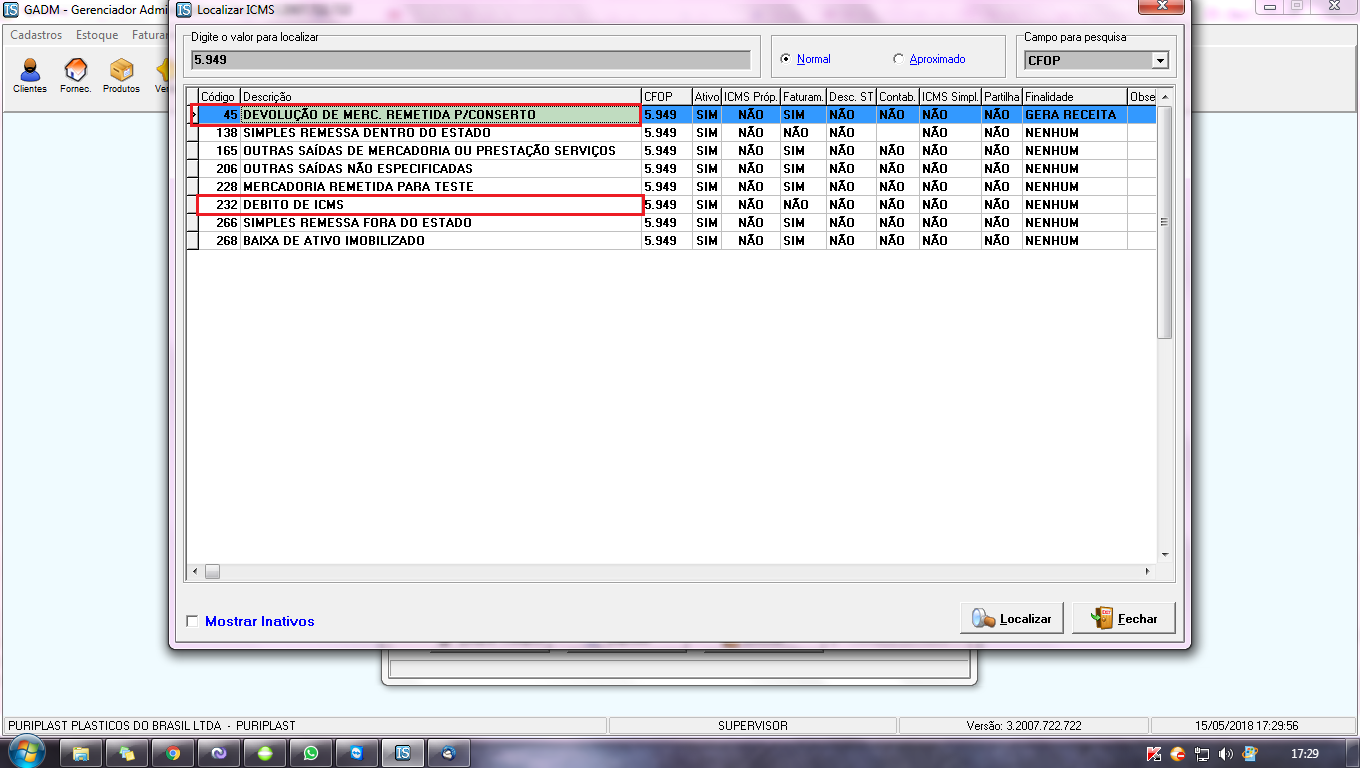 GADM - Gerenciador Admi
Localizar ICMS
Cadastros Estoque Fatura
Clientes Fornec. Produtos
Digite o valor para localizar
5.949
Normal Aproximado
Campo para pesquisa
CFOP
Código Descrição CFOP Ativo ICMS Próp. Faturam. Desc. ST Contab. ICMS Simpl. Partilha Finalidade Obse
45 DEVOLUÇÃO DE MERC. REMETIDA P/CONSERTO 5.949 SIM NÃO SIM NÃO NÃO NÃO NÃO GERA RECEITA
138 SIMPLES REMESSA DENTRO DO ESTADO 5.949 SIM NÃO NÃO NÃO NÃO NÃO NENHUM
165 OUTRAS SAÍDAS DE MERCADORIA OU PRESTAÇÃO SERVIÇOS 5.949 SIM NÃO SIM NÃO NÃO NÃO NÃO NENHUM
206 OUTRAS SAÍDAS NÃO ESPECIFICADAS 5.949 SIM NÃO SIM NÃO NÃO NÃO NÃO NENHUM
228 MERCADORIA REMETIDA PARA TESTE 5.949 SIM NÃO SIM NÃO NÃO NÃO NÃO NENHUM
232 DEBITO DE ICMS 5.949 SIM NÃO NÃO NÃO NÃO NÃO NÃO NENHUM
266 SIMPLES REMESSA FORA DO ESTADO 5.949 SIM NÃO SIM NÃO NÃO NÃO NÃO NENHUM
268 BAIXA DE ATIVO IMOBILIZADO 5.949 SIM NÃO SIM NÃO NÃO NÃO NÃO NENHUM
Mostrar Inativos
Localizar Fechar
PURIPLAST PLASTICOS DO BRASIL LTDA - PURIPLAST SUPERVISOR Versão: 3.2007.722.722 15/05/2018 17:29:56
IS
17:29